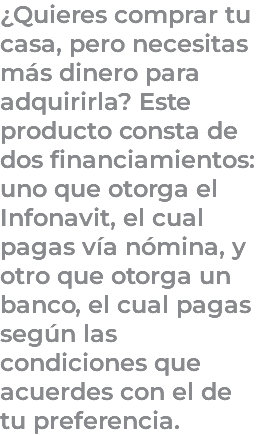 ¿Quieres comprar tu
casa, pero necesitas
más dinero para
adquirirla? Este
producto consta de
dos financiamientos:
uno que otorga el
Infonavit, el cual
pagas vía nómina, y
otro que otorga un
banco, el cual pagas
según las
condiciones que
acuerdes con el de
tu preferencia.